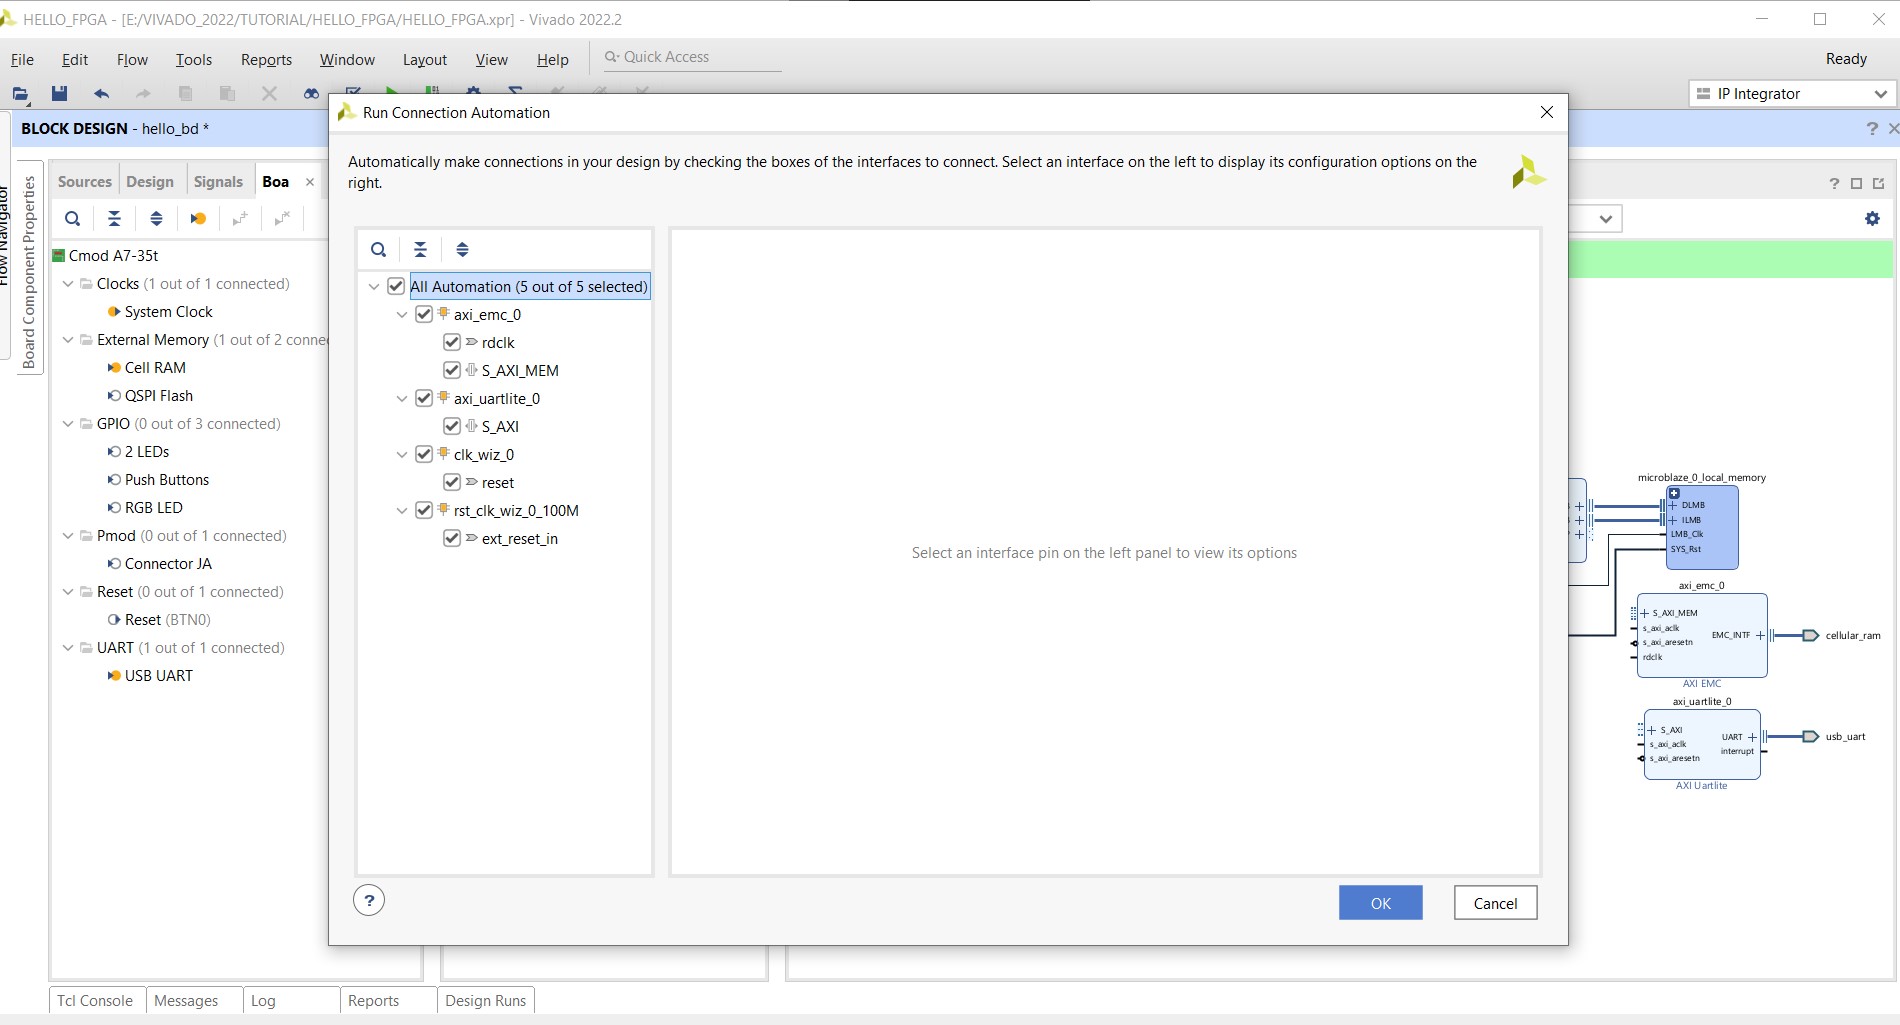 HELLO_FPGA - [E:/VIVADO_2022/TUTORIAL/HELLO_FPGA/HELLO_FPGA.xpr] - Vivado 2022.2
File Edit Flow Tools Reports Window Layout View Help Quick Access Ready
IP Integrator
BLOCK DESIGN - hello_bd *
Flow Navigator
Board Component Properties
Sources Design Signals Boa
Cmod A7-35t
Clocks (1 out of 1 connected)
System Clock
External Memory (1 out of 2 conne
Cell RAM
QSPI Flash
GPIO (0 out of 3 connected)
2 LEDs
Push Buttons
RGB LED
Pmod (0 out of 1 connected)
Connector JA
Reset (0 out of 1 connected)
Reset (BTN0)
UART (1 out of 1 connected)
USB UART
Run Connection Automation
Automatically make connections in your design by checking the boxes of the interfaces to connect. Select an interface on the left to display its configuration options on the
right.
All Automation (5 out of 5 selected)
axi_emc_0
rdclk
S_AXI_MEM
axi_uartlite_0
S_AXI
clk_wiz_0
reset
rst_clk_wiz_0_100M
ext_reset_in
Select an interface pin on the left panel to view its options
?
OK Cancel
microblaze_0_local_memory
DLMB
ILMB
LMB_Clk
SYS_Rst
axi_emc_0
S_AXI_MEM
s_axi_aclk
s_axi_aresetn
rdclk
EMC_INTF
cellular_ram
AXI EMC
axi_uartlite_0
S_AXI
s_axi_aclk
s_axi_aresetn
UART
interrupt
usb_uart
AXI Uartlite
Tcl Console Messages Log Reports Design Runs